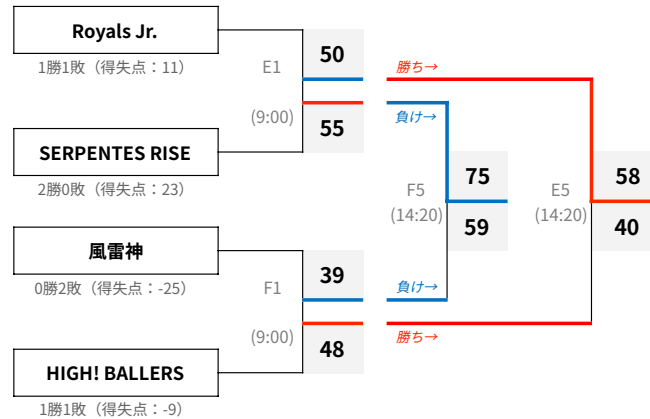 Royals Jr.
1勝1敗（得失点：11）
E1
(9:00)
50
55
SERPENTES RISE
2勝0敗（得失点：23）
風雷神
0勝2敗（得失点：-25）
F1
(9:00)
39
48
HIGH! BALLERS
1勝1敗（得失点：-9）
勝ち→
負け→
負け→
勝ち→
F5
(14:20)
75
59
E5
(14:20)
58
40